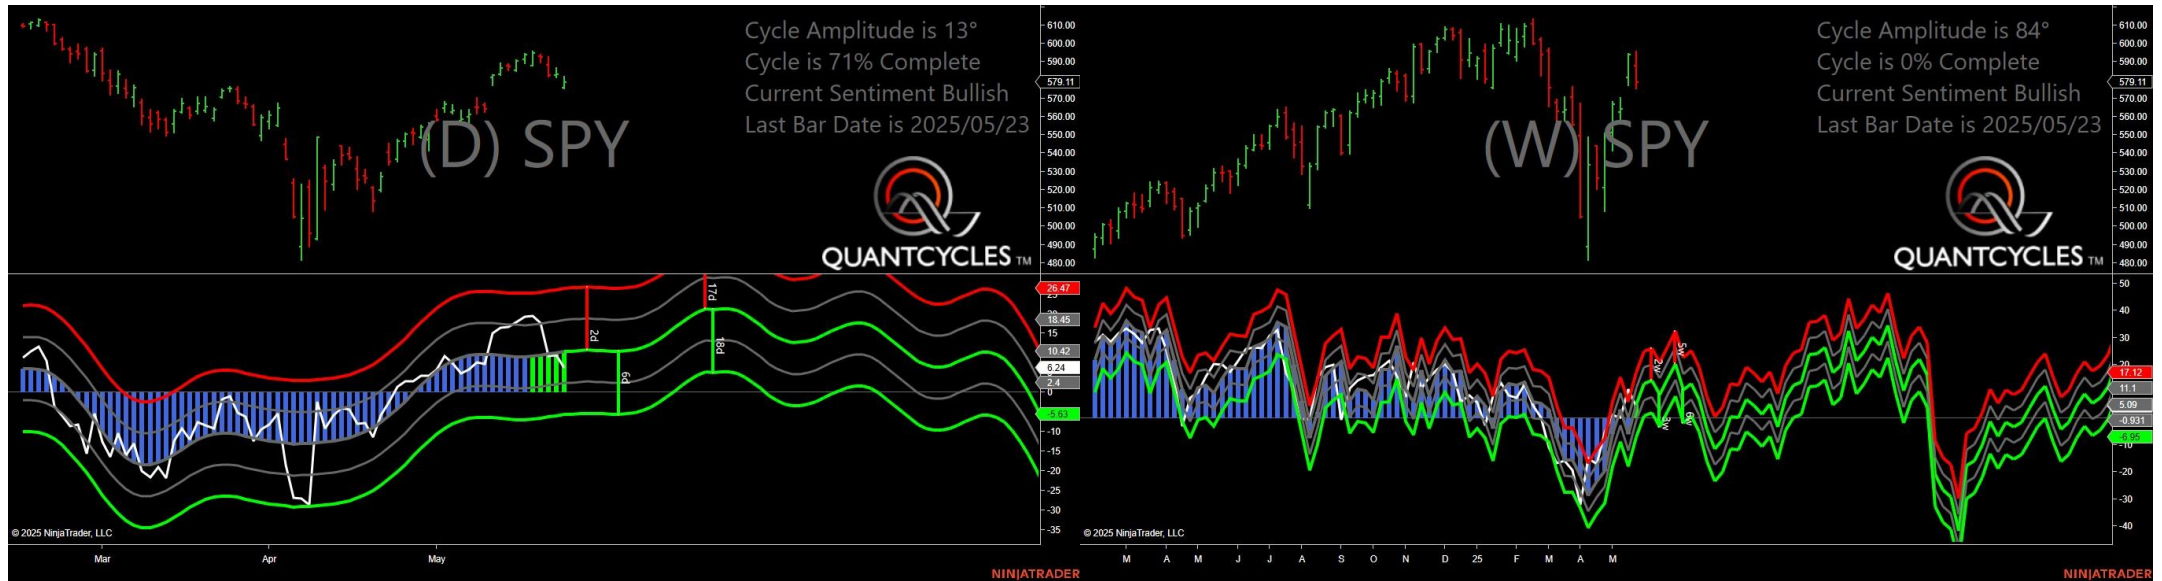 Cycle Amplitude is 13°
Cycle is 71% Complete
Current Sentiment Bullish
Last Bar Date is 2025/05/23
(D) SPY
QUANTCYCLES TM
610.00
600.00
590.00
579.11
570.00
560.00
550.00
540.00
530.00
520.00
510.00
500.00
490.00
480.00
26.47
18.45
15
10.42
6.24
2.4
0
-5.63
-10
-15
-20
-25
-30
-35
2d
6d
17d
18d
© 2025 NinjaTrader, LLC
Mar Apr May
NINJATRADER
Cycle Amplitude is 84°
Cycle is 0% Complete
Current Sentiment Bullish
Last Bar Date is 2025/05/23
(W) SPY
QUANTCYCLES TM
610.00
600.00
590.00
579.11
570.00
560.00
550.00
540.00
530.00
520.00
510.00
500.00
490.00
480.00
50
40
30
17.12
11.1
5.09
-0.931
-6.95
-20
-30
-40
2w
3w
5w
6w
© 2025 NinjaTrader, LLC
M A M J J A S O N D 25 F M A M
NINJATRADER